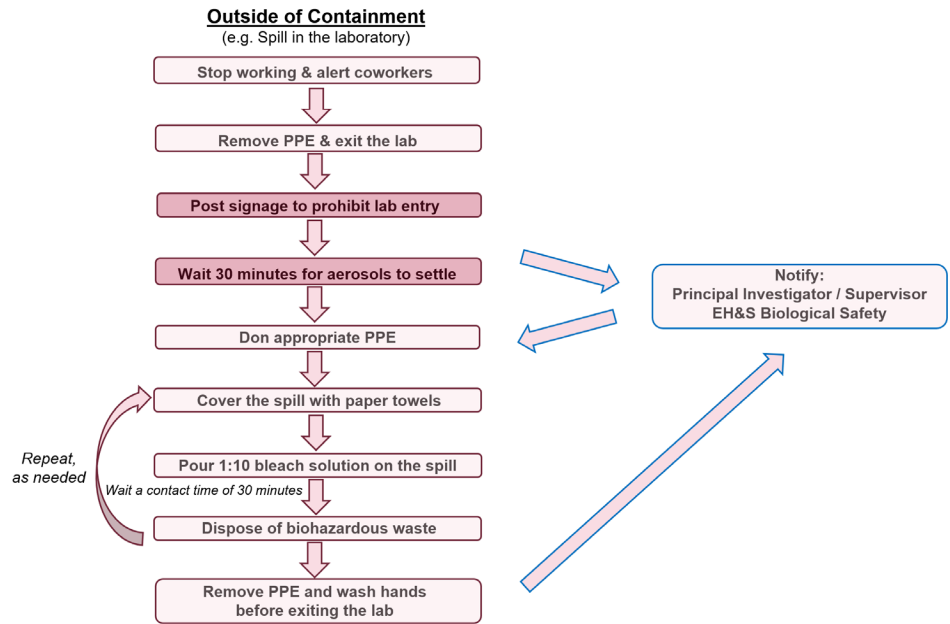 Outside of Containment
(e.g. Spill in the laboratory)
Stop working & alert coworkers
Remove PPE & exit the lab
Post signage to prohibit lab entry
Wait 30 minutes for aerosols to settle
Notify:
Principal Investigator / Supervisor
EH&S Biological Safety
Don appropriate PPE
Cover the spill with paper towels
Repeat,
as needed
Pour 1:10 bleach solution on the spill
Wait a contact time of 30 minutes
Dispose of biohazardous waste
Remove PPE and wash hands
before exiting the lab